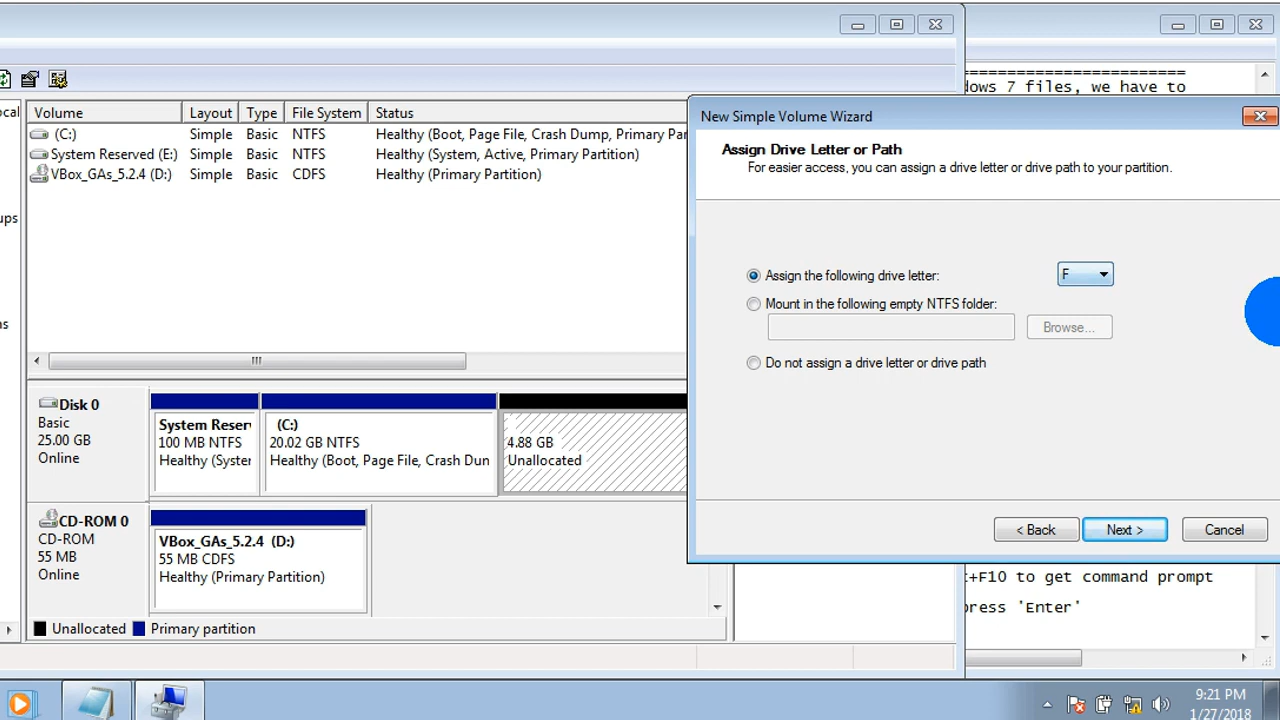 Volume Layout Type File System Status
(C:) Simple Basic NTFS Healthy (Boot, Page File, Crash Dump, Primary Par
System Reserved (E:) Simple Basic NTFS Healthy (System, Active, Primary Partition)
VBox_GAs_5.2.4 (D:) Simple Basic CDFS Healthy (Primary Partition)
ocal
ups
ns
Disk 0
Basic
25.00 GB
Online
System Reser
100 MB NTFS
Healthy (Syste
(C:)
20.02 GB NTFS
Healthy (Boot, Page File, Crash Dun
4.88 GB
Unallocated
CD-ROM 0
CD-ROM
55 MB
Online
VBox_GAs_5.2.4 (D:)
55 MB CDFS
Healthy (Primary Partition)
Unallocated Primary partition
==========================
dows 7 files, we have to
New Simple Volume Wizard
Assign Drive Letter or Path
For easier access, you can assign a drive letter or drive path to your partition.
Assign the following drive letter: F
Mount in the following empty NTFS folder:
Browse...
Do not assign a drive letter or drive path
< Back Next > Cancel
t+F10 to get command prompt
press 'Enter'
9:21 PM
1/27/2018